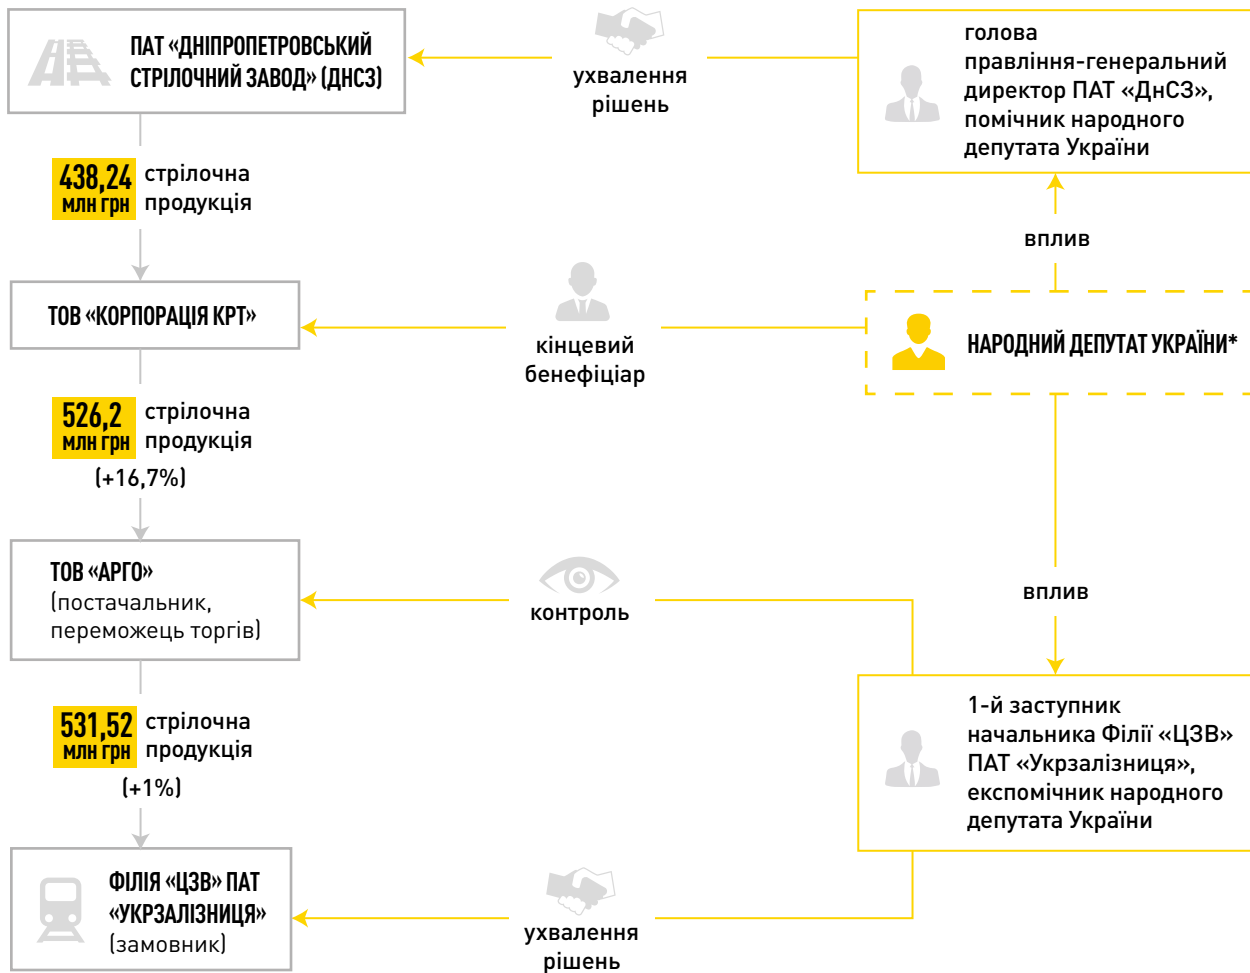 ПАТ «ДНІПРОПЕТРОВСЬКИЙ
СТРІЛОЧНИЙ ЗАВОД» (ДНСЗ)
ухвалення
рішень
голова
правління-генеральний
директор ПАТ «ДнСЗ»,
помічник народного
депутата України
438,24
млн грн
стрілочна
продукція
вплив
ТОВ «КОРПОРАЦІЯ КРТ»
кінцевий
бенефіціар
НАРОДНИЙ ДЕПУТАТ УКРАЇНИ*
526,2
млн грн
стрілочна
продукція
(+16,7%)
ТОВ «АРГО»
(постачальник,
переможець торгів)
контроль
вплив
531,52
млн грн
стрілочна
продукція
(+1%)
1-й заступник
начальника Філії «ЦЗВ»
ПАТ «Укрзалізниця»,
експомічник народного
депутата України
ФІЛІЯ «ЦЗВ» ПАТ
«УКРЗАЛІЗНИЦЯ»
(замовник)
ухвалення
рішень